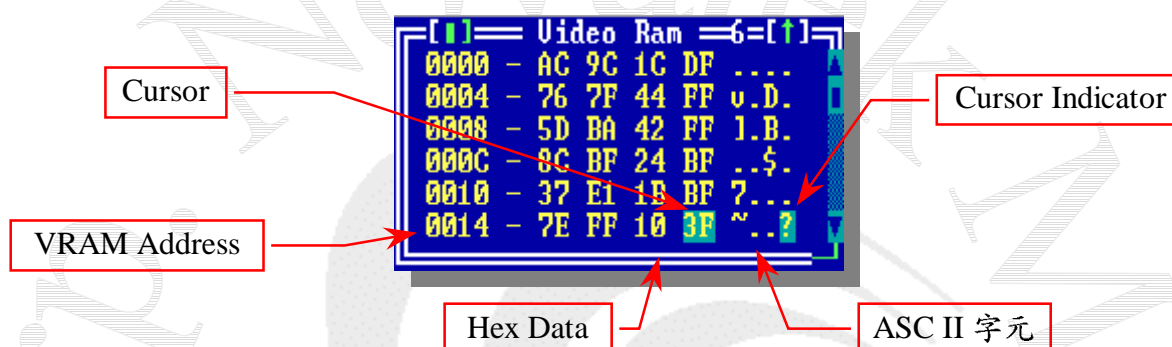 [▮] Video Ram 6=[↑]
0000 - AC 9C 1C DF ....
0004 - 76 7F 44 FF v.D.
0008 - 5D BA 42 FF ].B.
000C - 8C BF 24 BF ..$.
0010 - 37 E1 1B BF 7...
0014 - 7E FF 10 3F ~..?
Cursor
Cursor Indicator
VRAM Address
Hex Data
ASC II 字元